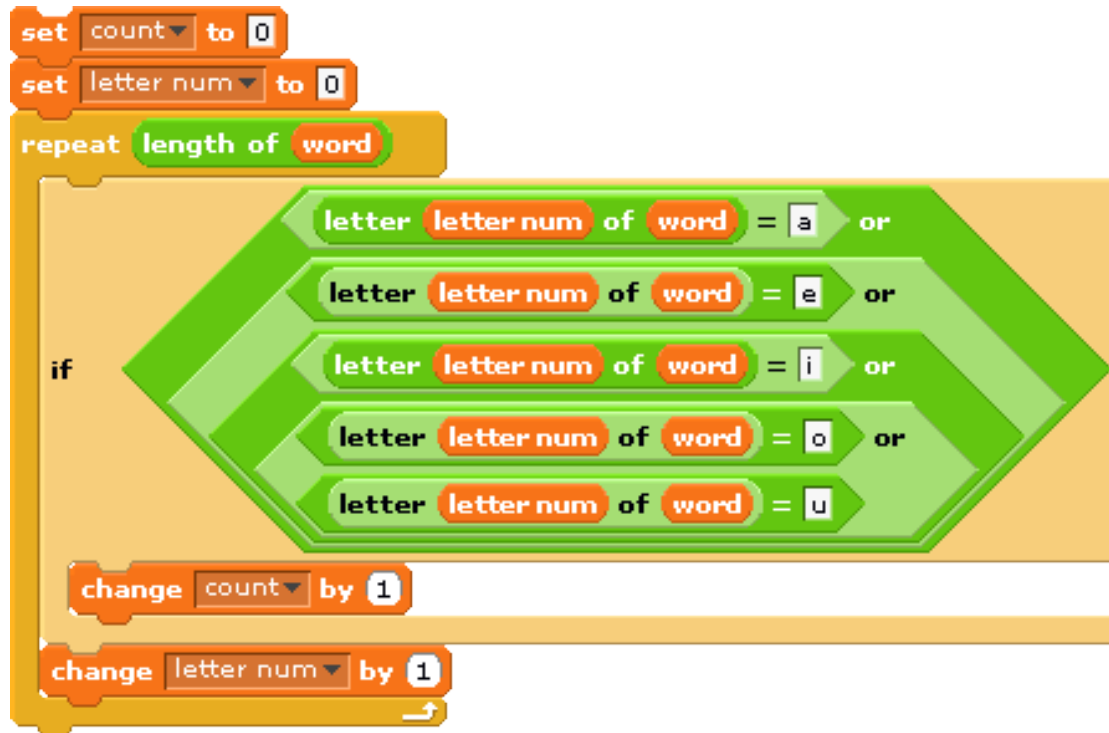 set count to 0
set letter num to 0
repeat length of word
letter letter num of word = a or
letter letter num of word = e or
if letter letter num of word = i or
letter letter num of word = o or
letter letter num of word = u
change count by 1
change letter num by 1